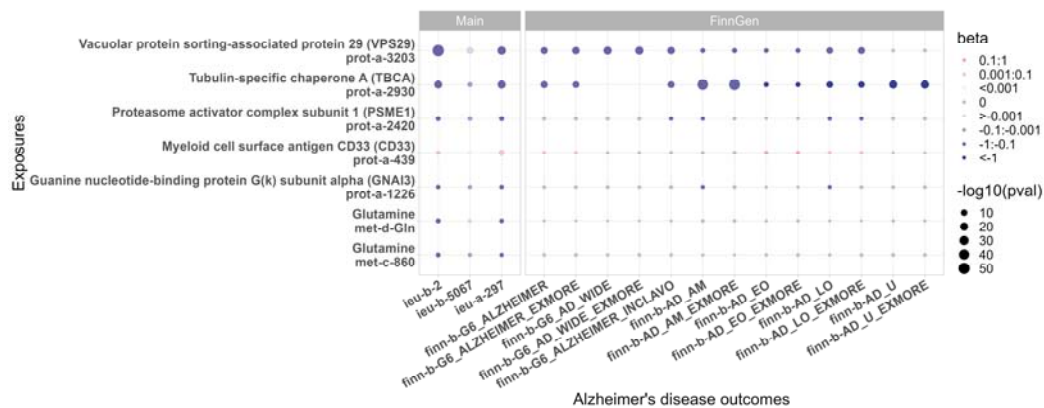 Main
FinnGen
Exposures
Vacuolar protein sorting-associated protein 29 (VPS29)
prot-a-3203
Tubulin-specific chaperone A (TBCA)
prot-a-2930
Proteasome activator complex subunit 1 (PSME1)
prot-a-2420
Myeloid cell surface antigen CD33 (CD33)
prot-a-439
Guanine nucleotide-binding protein G(k) subunit alpha (GNAI3)
prot-a-1226
Glutamine
met-d-Gln
Glutamine
met-c-860
ieu-b-2
ieu-b-5067
ieu-a-297
finn-b-G6_ALZHEIMER
finn-b-G6_ALZHEIMER_EXMORE
finn-b-G6_AD_WIDE
finn-b-G6_AD_WIDE_EXMORE
finn-b-G6_ALZHEIMER_INCLAVO
finn-b-AD_AM
finn-b-AD_AM_EXMORE
finn-b-AD_EO
finn-b-AD_EO_EXMORE
finn-b-AD_LO
finn-b-AD_LO_EXMORE
finn-b-AD_U
finn-b-AD_U_EXMORE
Alzheimer's disease outcomes
beta
0.1:1
0.001:0.1
<0.001
0
>-0.001
-0.1:-0.001
-1:-0.1
<-1
-log10(pval)
10
20
30
40
50